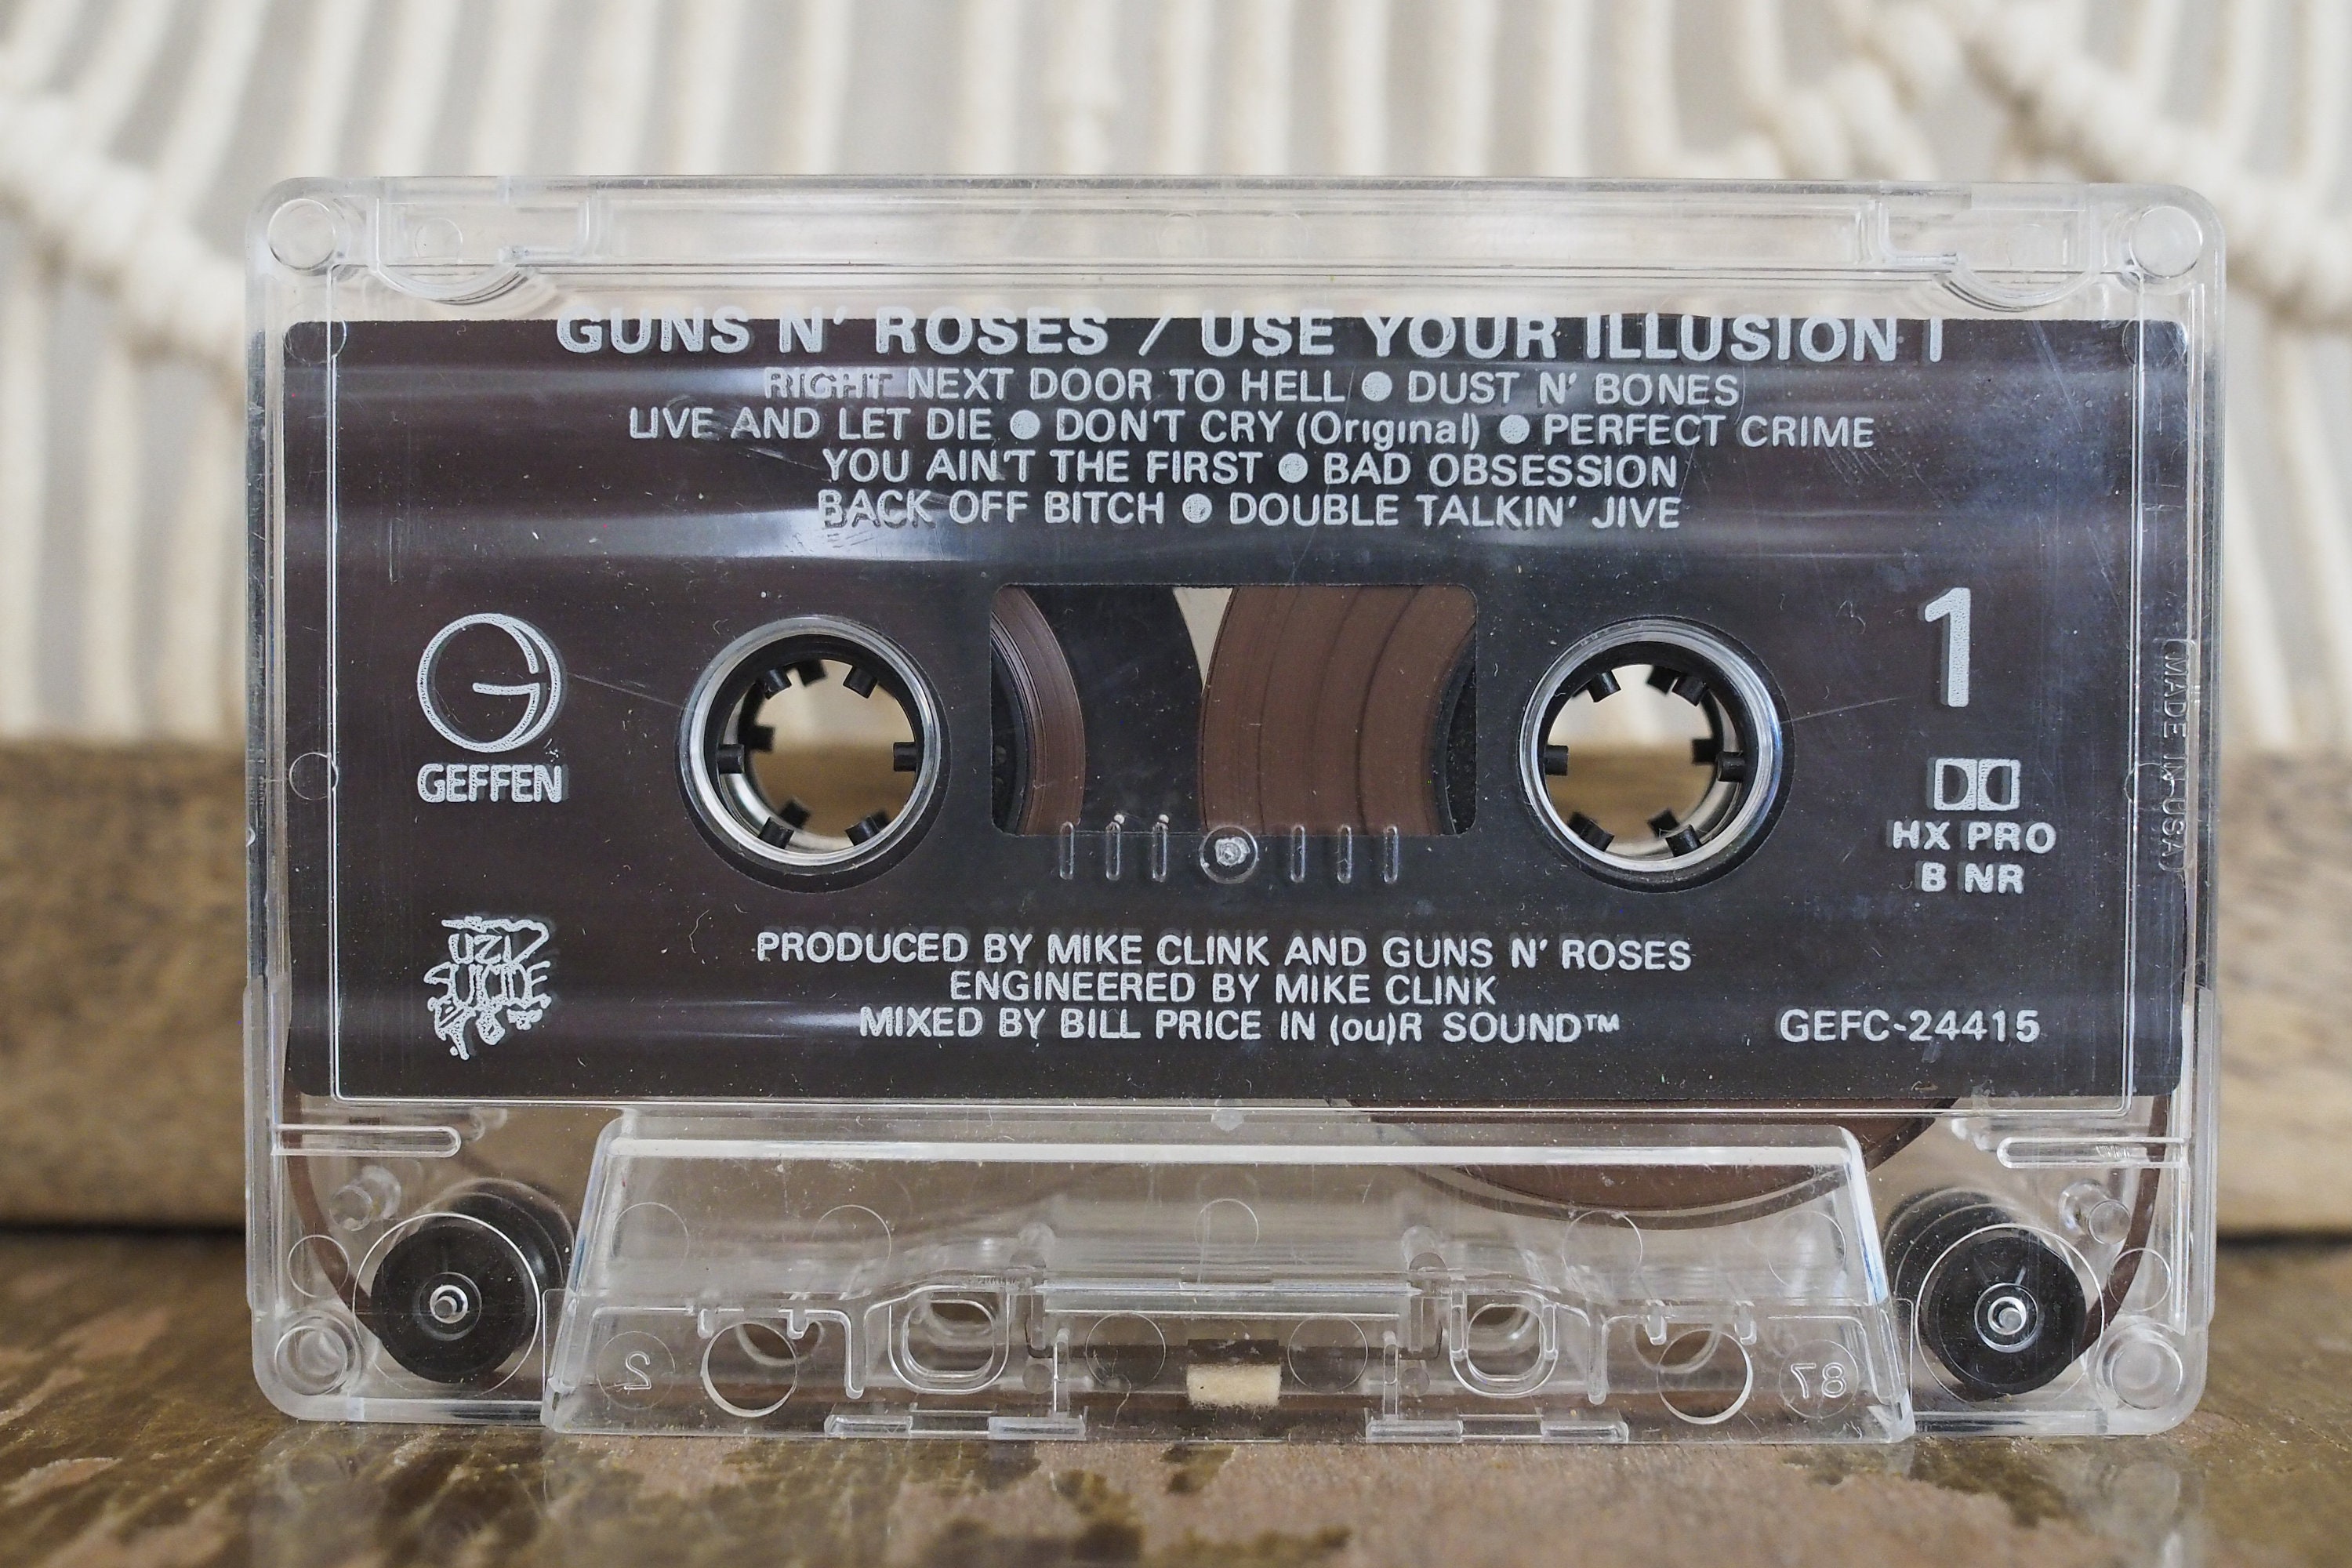 GUNS N' ROSES / USE YOUR ILLUSION I
RIGHT NEXT DOOR TO HELL ● DUST N' BONES
LIVE AND LET DIE ● DON'T CRY (Original) ● PERFECT CRIME
YOU AIN'T THE FIRST ● BAD OBSESSION
BACK OFF BITCH ● DOUBLE TALKIN' JIVE
1
GEFFEN
HX PRO
B NR
MADE IN USA
UZI
SUICIDE
PRODUCED BY MIKE CLINK AND GUNS N' ROSES
ENGINEERED BY MIKE CLINK
MIXED BY BILL PRICE IN (ou)R SOUND™
GEFC-24415
2
87